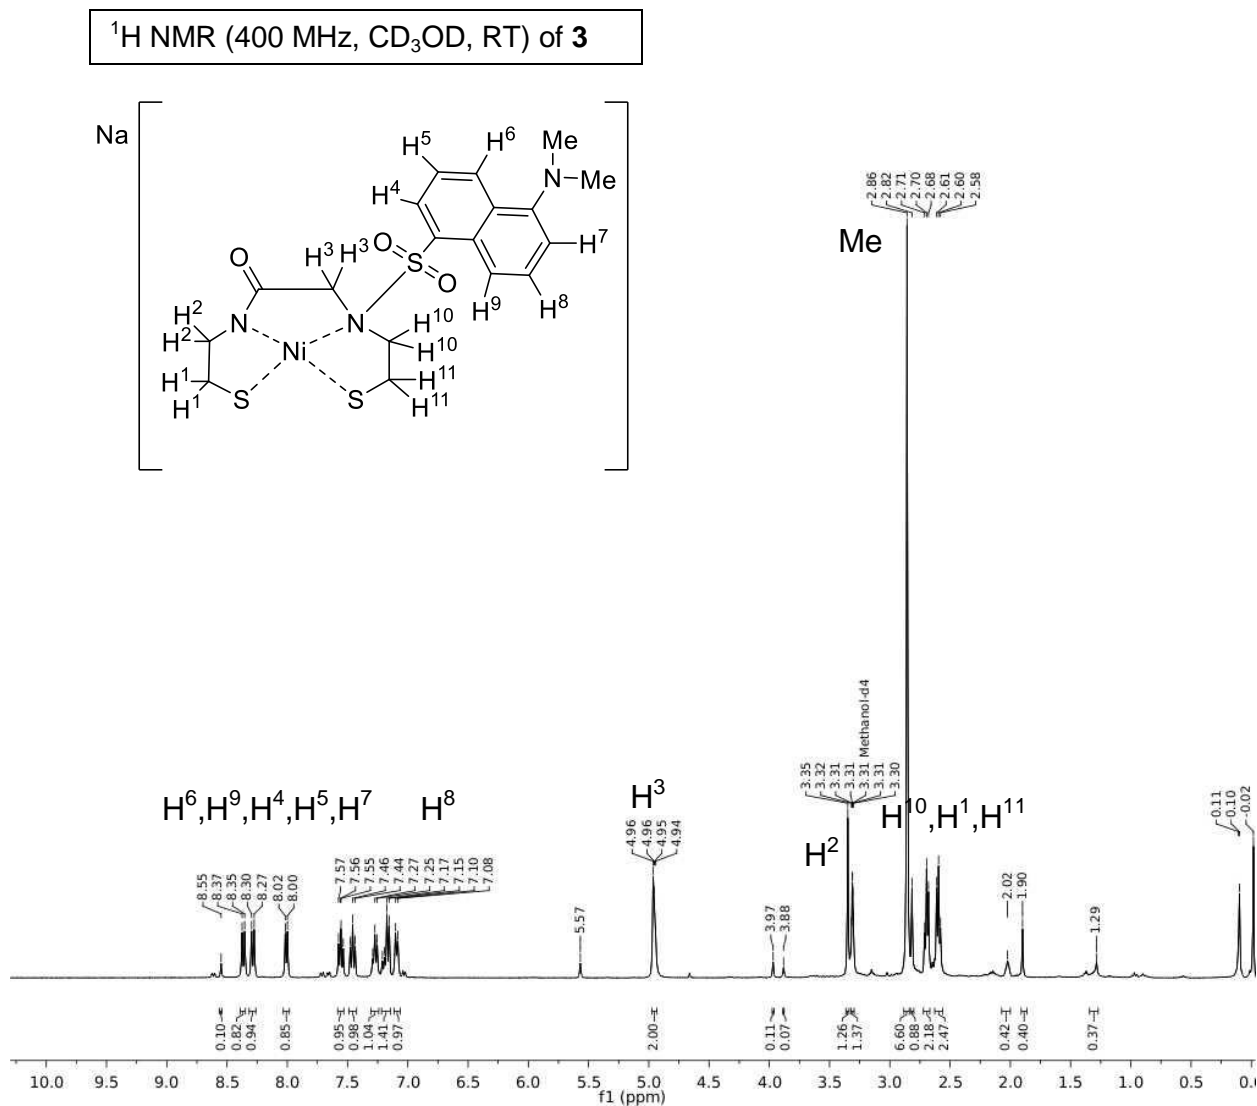 ¹H NMR (400 MHz, CD₃OD, RT) of 3
Na
H⁵
H⁶
Me
N
Me
H⁴
H³
H³
O
S
O
H⁷
O
H⁹
H⁸
H²
H²
N
N
H¹⁰
H¹⁰
Ni
H¹
H¹
S
S
H¹¹
H¹¹
2.86
2.82
2.71
2.70
2.68
2.61
2.60
2.58
Me
3.35
3.32
3.31
3.31
3.31 Methanol-d4
3.31
3.30
H⁶,H⁹,H⁴,H⁵,H⁷
H⁸
H³
H²
H¹⁰,H¹,H¹¹
8.55
8.37
8.35
8.30
8.27
8.02
8.00
7.57
7.56
7.55
7.46
7.44
7.27
7.25
7.17
7.15
7.10
7.08
5.57
4.96
4.96
4.95
4.94
3.97
3.88
2.02
1.90
1.29
0.11
0.10
-0.02
0.10
0.82
0.94
0.85
0.95
0.98
1.04
1.41
0.97
2.00
0.11
0.07
1.26
1.37
6.60
0.88
2.18
2.47
0.42
0.40
0.37
10.0 9.5 9.0 8.5 8.0 7.5 7.0 6.5 6.0 5.5 5.0 4.5 4.0 3.5 3.0 2.5 2.0 1.5 1.0 0.5
f1 (ppm)